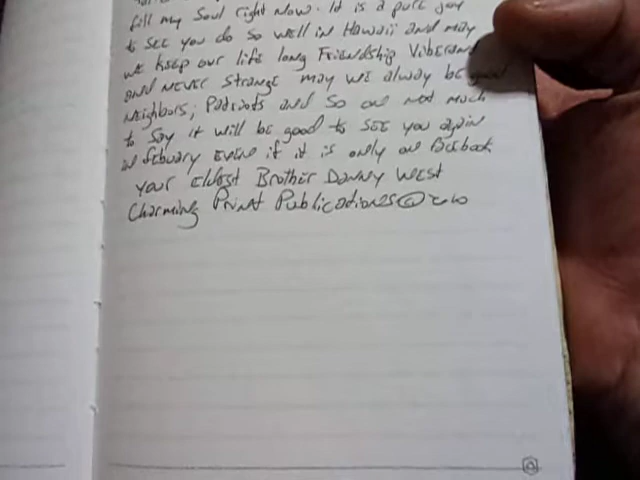 fill my Soul right Now. It is a pure joy
to see you do so well in Hawaii and may
we keep our life long Friendship Viberant
and never strange may we always be good
neighbors, Patriots and so on not much
to say it will be good to see you again
in febuary even if it is only on Facebook
your eldest Brother Danny West
Charming Print Publications@2020